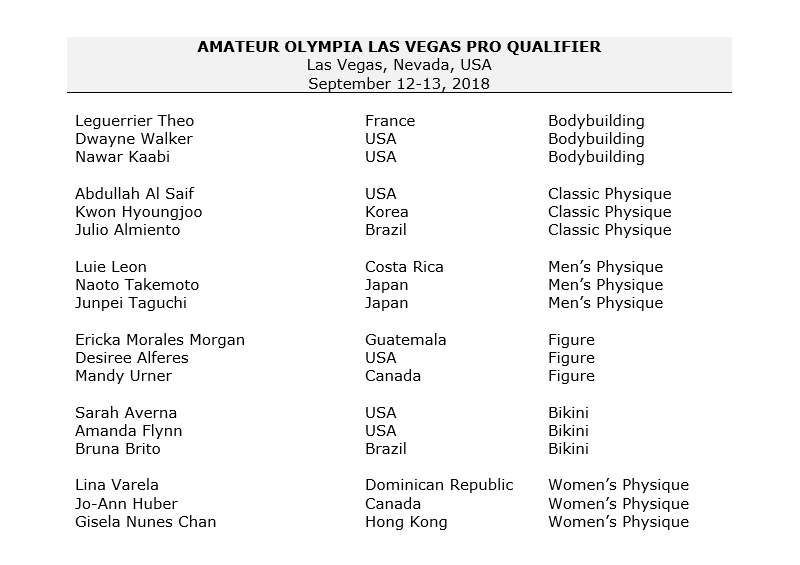 AMATEUR OLYMPIA LAS VEGAS PRO QUALIFIER
Las Vegas, Nevada, USA
September 12-13, 2018
Leguerrier Theo France Bodybuilding
Dwayne Walker USA Bodybuilding
Nawar Kaabi USA Bodybuilding
Abdullah Al Saif USA Classic Physique
Kwon Hyoungjoo Korea Classic Physique
Julio Almiento Brazil Classic Physique
Luie Leon Costa Rica Men’s Physique
Naoto Takemoto Japan Men’s Physique
Junpei Taguchi Japan Men’s Physique
Ericka Morales Morgan Guatemala Figure
Desiree Alferes USA Figure
Mandy Urner Canada Figure
Sarah Averna USA Bikini
Amanda Flynn USA Bikini
Bruna Brito Brazil Bikini
Lina Varela Dominican Republic Women’s Physique
Jo-Ann Huber Canada Women’s Physique
Gisela Nunes Chan Hong Kong Women’s Physique